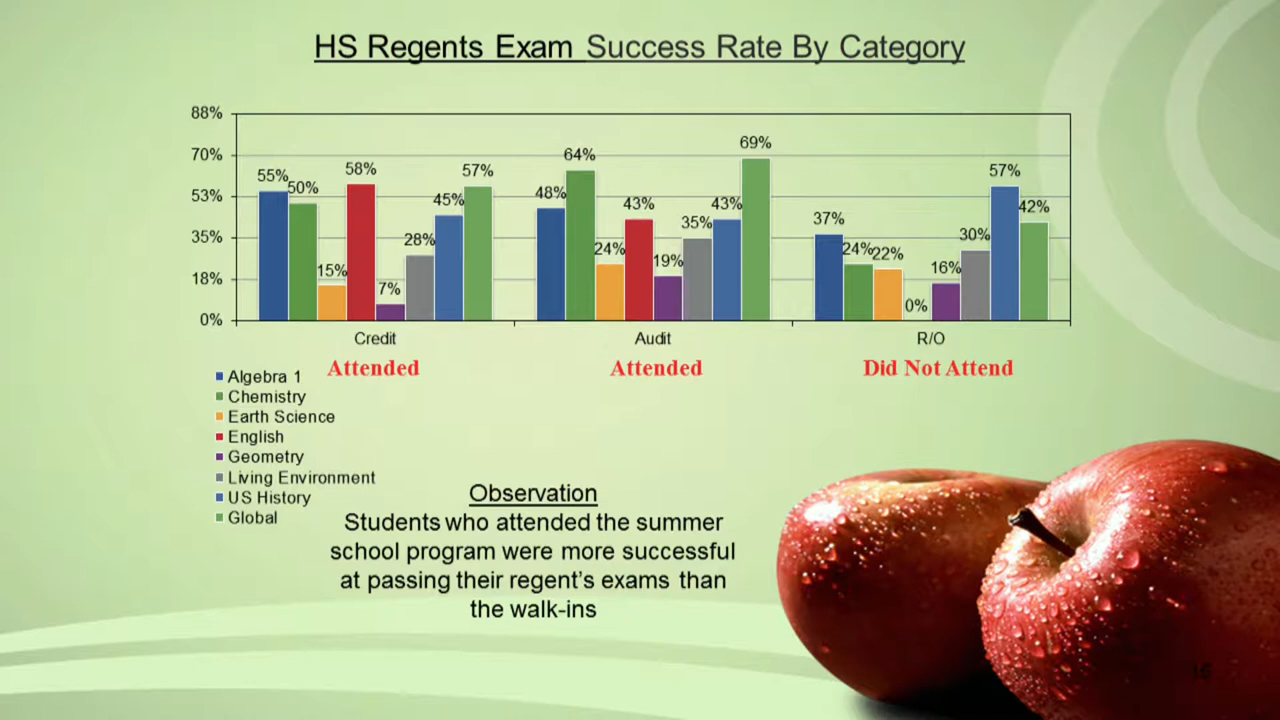 HS Regents Exam Success Rate By Category
88%
70%
53%
35%
18%
0%
55%
50%
15%
58%
7%
28%
45%
57%
48%
64%
24%
43%
19%
35%
43%
69%
37%
24%
22%
0%
16%
30%
57%
42%
Credit
Audit
R/O
Attended
Attended
Did Not Attend
Algebra 1
Chemistry
Earth Science
English
Geometry
Living Environment
US History
Global
Observation
Students who attended the summer
school program were more successful
at passing their regent's exams than
the walk-ins
16